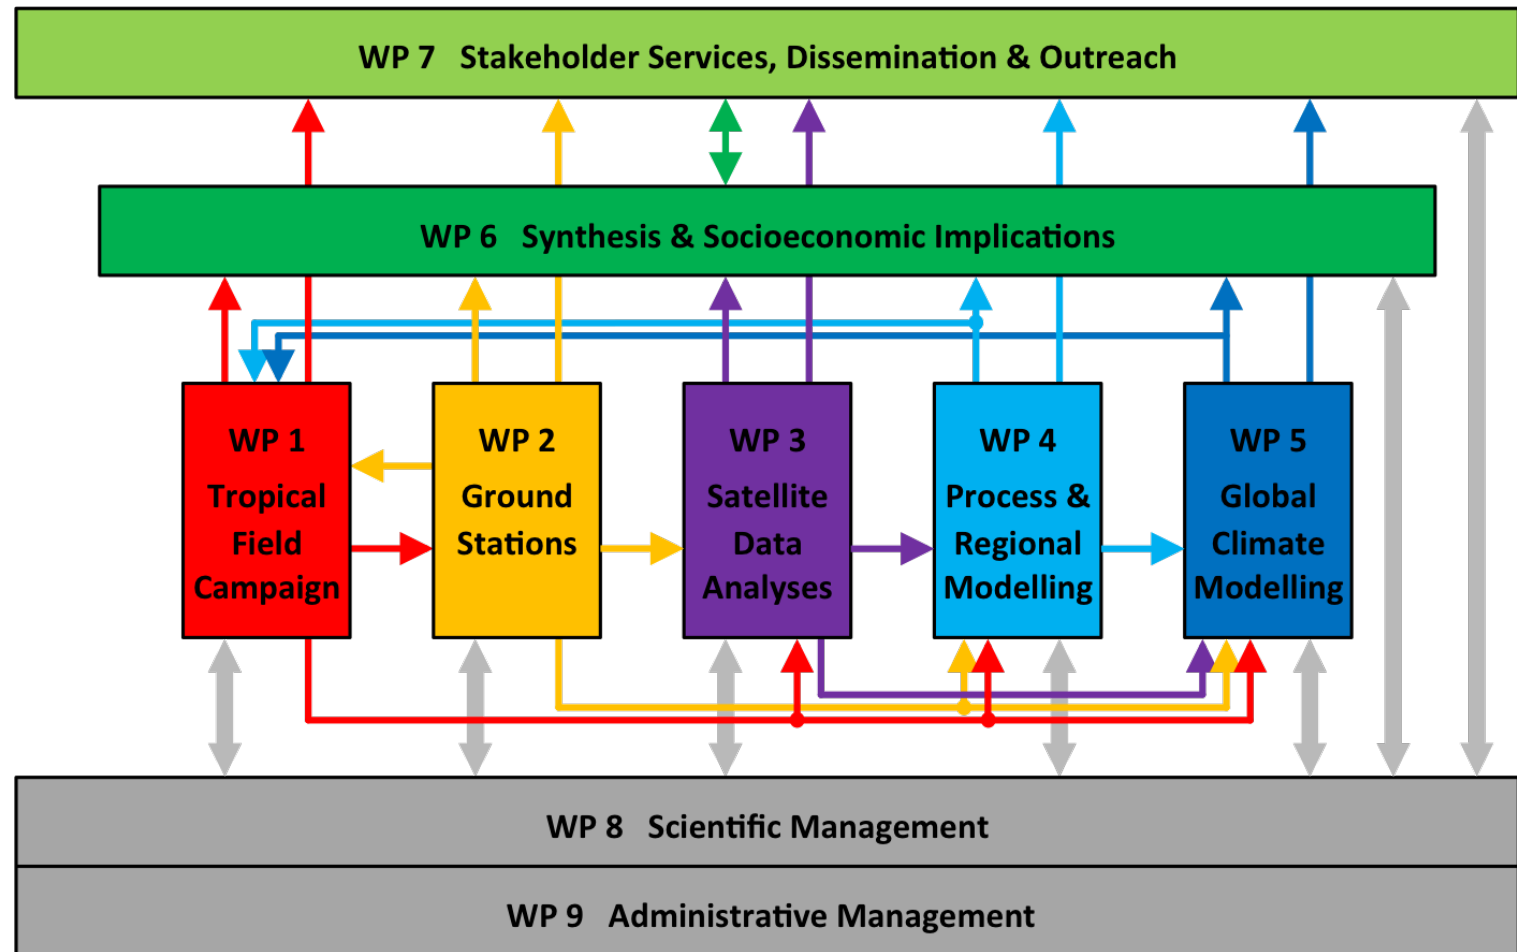 WP 7 Stakeholder Services, Dissemination & Outreach
WP 6 Synthesis & Socioeconomic Implications
WP 1
Tropical
Field
Campaign
WP 2
Ground
Stations
WP 3
Satellite
Data
Analyses
WP 4
Process &
Regional
Modelling
WP 5
Global
Climate
Modelling
WP 8 Scientific Management
WP 9 Administrative Management